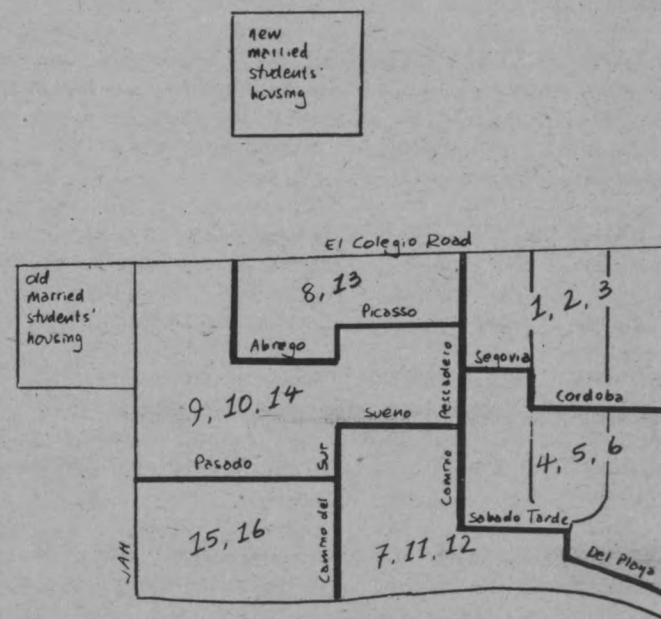 new
married
students'
housing
El Colegio Road
old
married
students'
housing
8, 13
1, 2, 3
Picasso
Abrego
Segovia
Pescadero
Cordoba
9, 10, 14
Sueno
4, 5, 6
Pasado
Sur
Camino
Sabado Tarde
15, 16
Camino del
7, 11, 12
Del Playa